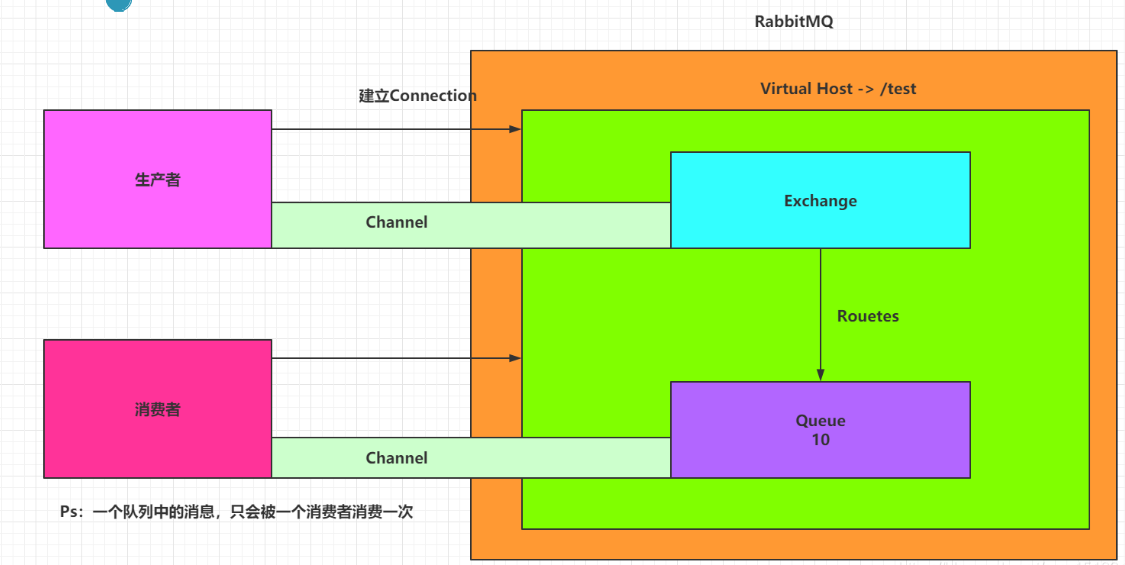 RabbitMQ
建立Connection
Virtual Host -> /test
生产者
Exchange
Channel
Rouetes
消费者
Queue
10
Channel
Ps：一个队列中的消息，只会被一个消费者消费一次